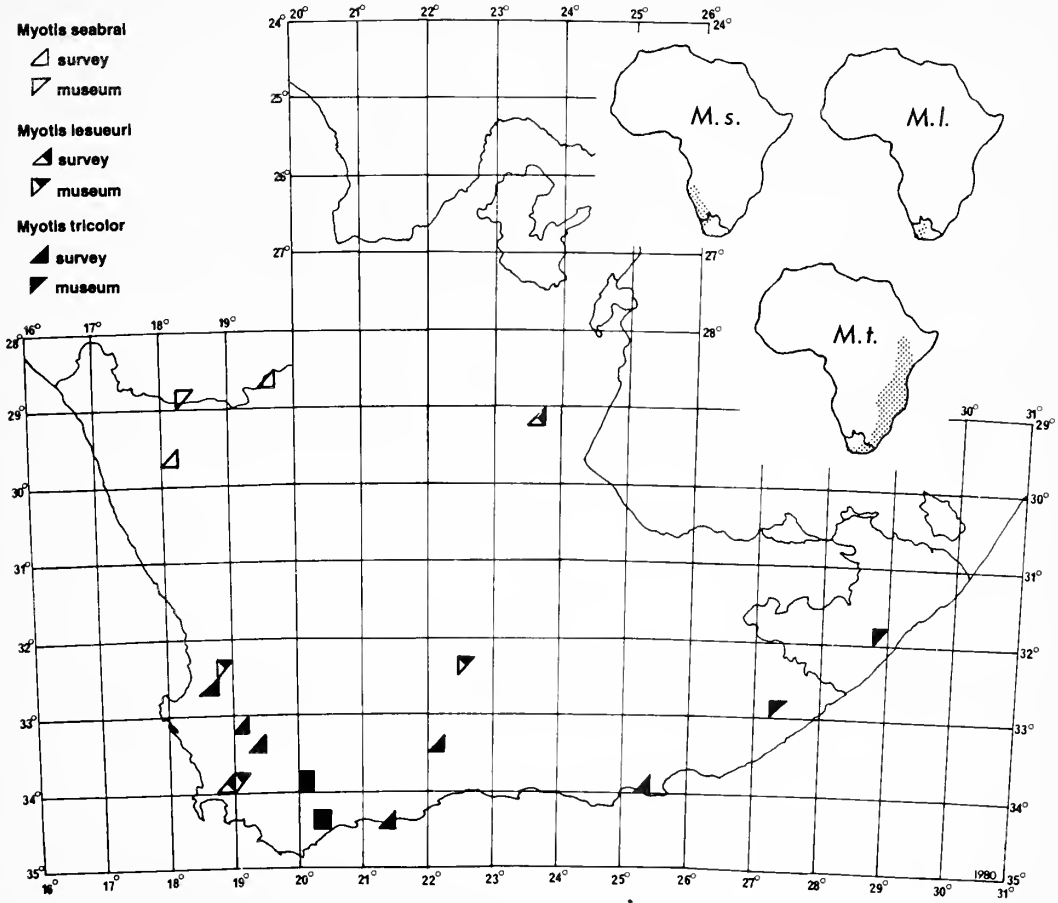 Myotis seabrai
survey
museum
Myotis lesueuri
survey
museum
Myotis tricolor
survey
museum
20° 21° 22° 23° 24° 25° 26°
24° 24°
25°
26°
27° 27°
28° 28°
16° 17° 18° 19°
28°
29°
30°
31°
32°
33°
34°
35°
30° 31°
29°
30°
31°
32°
33°
34°
35°
16° 17° 18° 19° 20° 21° 22° 23° 24° 25° 26° 27° 28° 29° 30° 31°
M.s.
M.l.
M.t.
1980